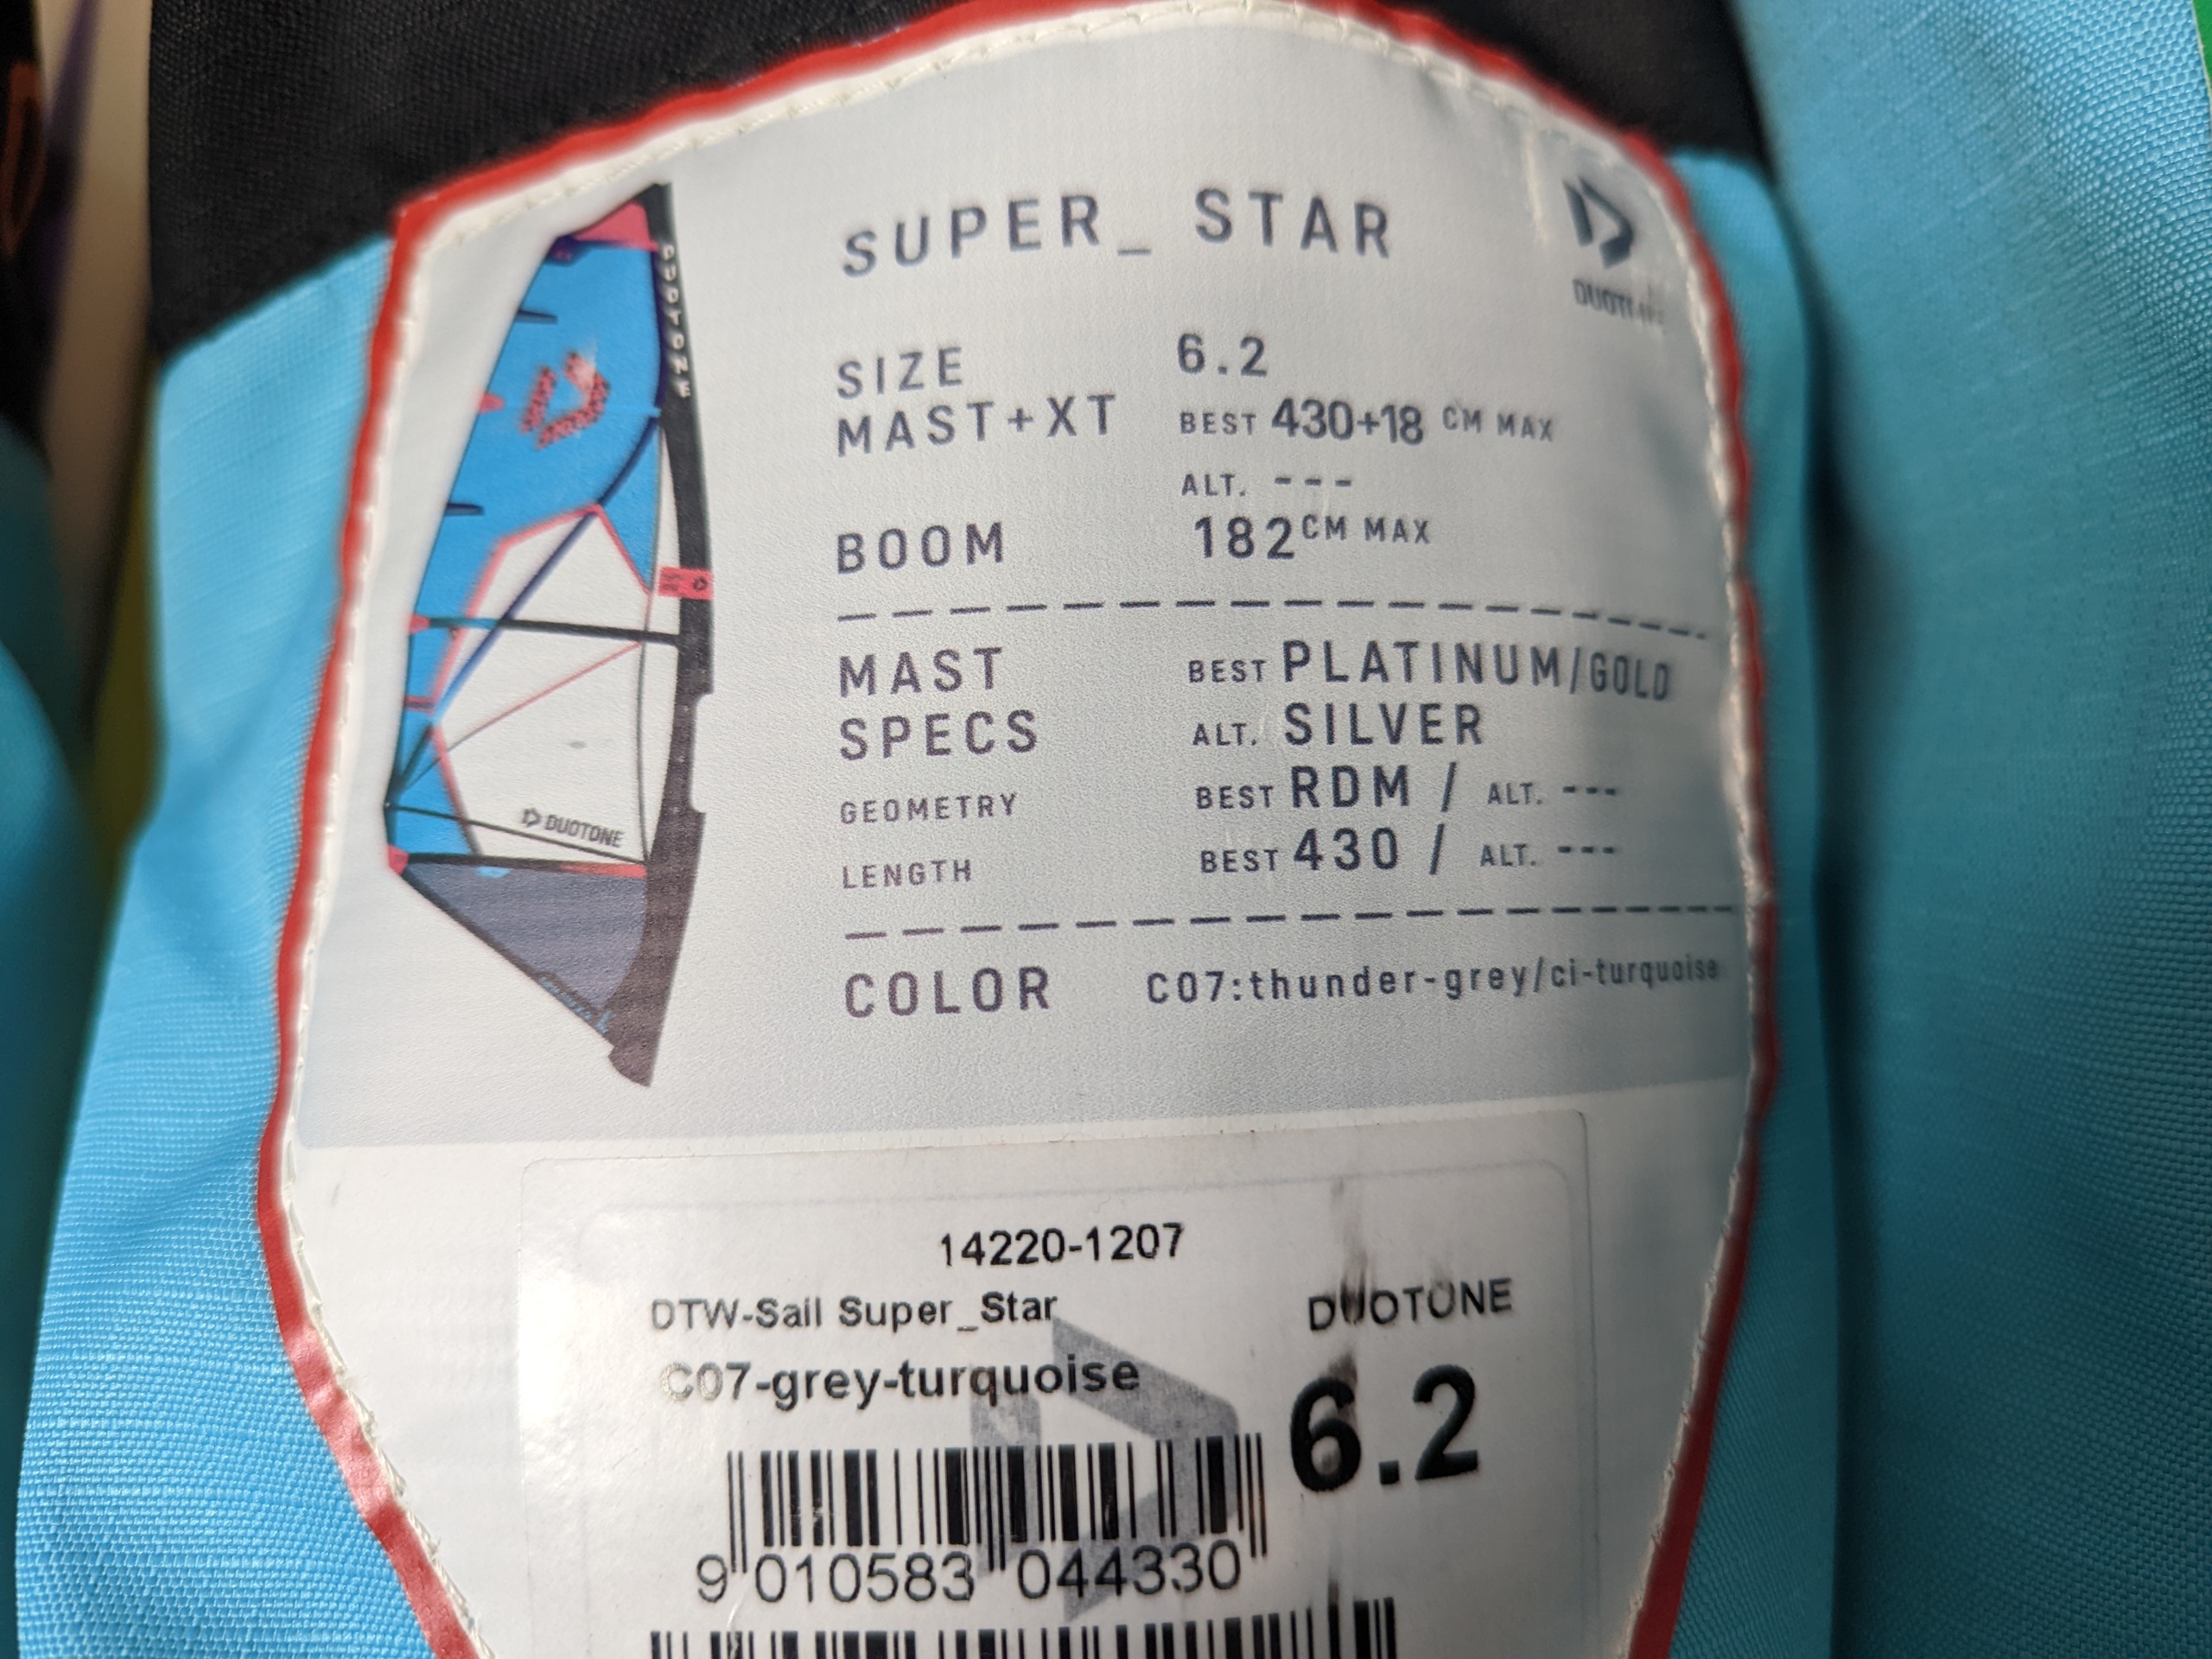 SUPER_ STAR
DUOTONE
SIZE 6.2
MAST+XT BEST 430+18 CM MAX
ALT. ---
BOOM 182CM MAX
MAST BEST PLATINUM/GOLD
SPECS ALT. SILVER
GEOMETRY BEST RDM / ALT. ---
LENGTH BEST 430 / ALT. ---
COLOR C07:thunder-grey/ci-turquoise
DUOTONE
DUOTONE
14220-1207
DTW-Sail Super_Star
DUOTONE
C07-grey-turquoise
6.2
9 010583 044330